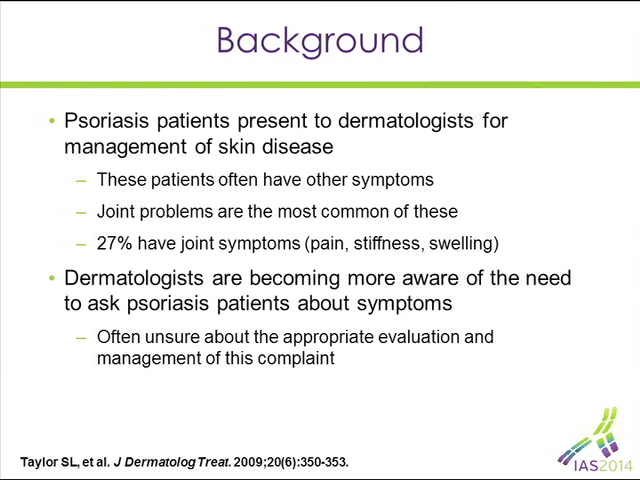 Background
• Psoriasis patients present to dermatologists for
management of skin disease
– These patients often have other symptoms
– Joint problems are the most common of these
– 27% have joint symptoms (pain, stiffness, swelling)
• Dermatologists are becoming more aware of the need
to ask psoriasis patients about symptoms
– Often unsure about the appropriate evaluation and
management of this complaint
Taylor SL, et al. J Dermatolog Treat. 2009;20(6):350-353.
IAS2014